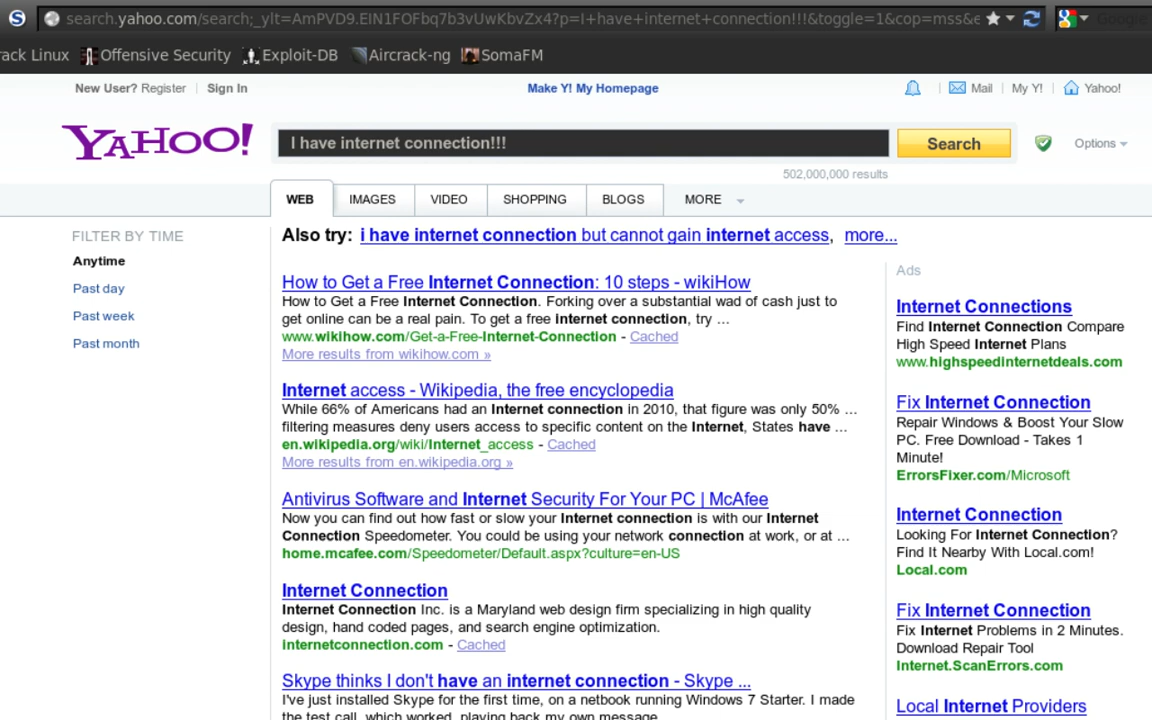 search.yahoo.com/search;_ylt=AmPVD9.EIN1FOFbq7b3vUwKbvZx4?p=I+have+internet+connection!!!&toggle=1&cop=mss&e
Google
rack Linux Offensive Security Exploit-DB Aircrack-ng SomaFM
New User? Register Sign In Make Y! My Homepage Mail My Y! Yahoo!
YAHOO! I have internet connection!!! Search Options
502,000,000 results
WEB IMAGES VIDEO SHOPPING BLOGS MORE
FILTER BY TIME
Anytime
Past day
Past week
Past month
Also try: i have internet connection but cannot gain internet access, more...
How to Get a Free Internet Connection: 10 steps - wikiHow
How to Get a Free Internet Connection. Forking over a substantial wad of cash just to
get online can be a real pain. To get a free internet connection, try ...
www.wikihow.com/Get-a-Free-Internet-Connection - Cached
More results from wikihow.com »
Internet access - Wikipedia, the free encyclopedia
While 66% of Americans had an Internet connection in 2010, that figure was only 50% ...
filtering measures deny users access to specific content on the Internet, States have ...
en.wikipedia.org/wiki/Internet_access - Cached
More results from en.wikipedia.org »
Antivirus Software and Internet Security For Your PC | McAfee
Now you can find out how fast or slow your Internet connection is with our Internet
Connection Speedometer. You could be using your network connection at work, or at ...
home.mcafee.com/Speedometer/Default.aspx?culture=en-US
Internet Connection
Internet Connection Inc. is a Maryland web design firm specializing in high quality
design, hand coded pages, and search engine optimization.
internetconnection.com - Cached
Skype thinks I don't have an internet connection - Skype ...
I've just installed Skype for the first time, on a netbook running Windows 7 Starter. I made
the test call, which worked, playing back my own message
Ads
Internet Connections
Find Internet Connection Compare
High Speed Internet Plans
www.highspeedinternetdeals.com
Fix Internet Connection
Repair Windows & Boost Your Slow
PC. Free Download - Takes 1
Minute!
ErrorsFixer.com/Microsoft
Internet Connection
Looking For Internet Connection?
Find It Nearby With Local.com!
Local.com
Fix Internet Connection
Fix Internet Problems in 2 Minutes.
Download Repair Tool
Internet.ScanErrors.com
Local Internet Providers